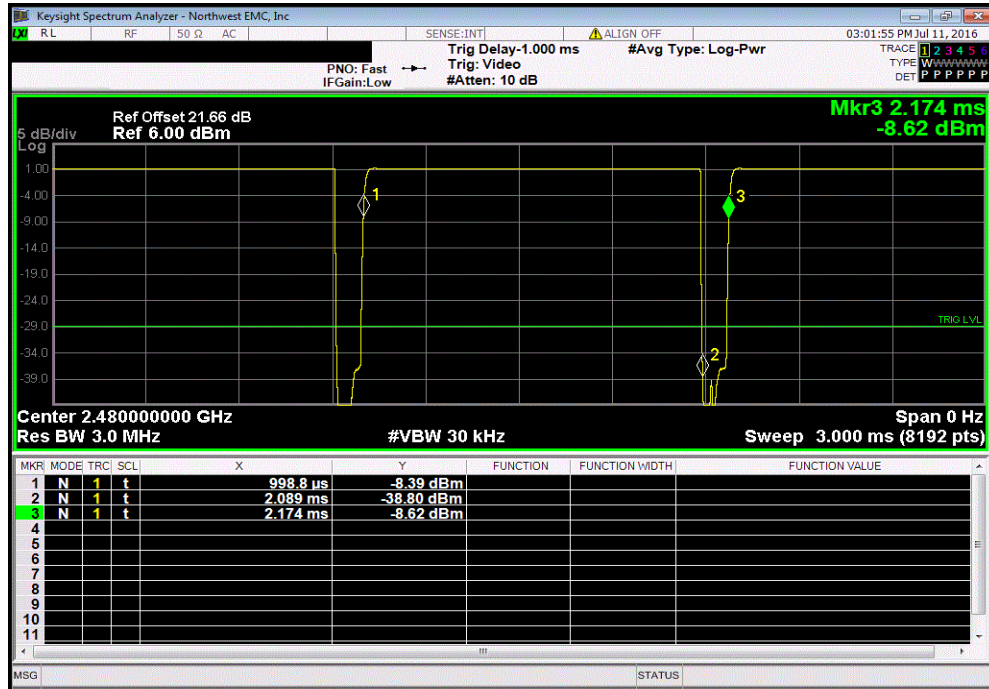 Keysight Spectrum Analyzer - Northwest EMC, Inc
LXI RL RF 50 Ω AC SENSE:INT ALIGN OFF 03:01:55 PM Jul 11, 2016
Trig Delay-1.000 ms #Avg Type: Log-Pwr TRACE 1 2 3 4 5 6
PNO: Fast Trig: Video TYPE WWWWWW
IFGain:Low #Atten: 10 dB DET P P P P P P
Mkr3 2.174 ms
-8.62 dBm
Ref Offset 21.66 dB
5 dB/div Ref 6.00 dBm
Log
1.00
-4.00
1
3
-9.00
-14.0
-19.0
-24.0
-29.0
TRIG LVL
-34.0
2
-39.0
Center 2.480000000 GHz Span 0 Hz
Res BW 3.0 MHz #VBW 30 kHz Sweep 3.000 ms (8192 pts)
MKR MODE TRC SCL X Y FUNCTION FUNCTION WIDTH FUNCTION VALUE
1 N 1 t 998.8 µs -8.39 dBm
2 N 1 t 2.089 ms -38.80 dBm
3 N 1 t 2.174 ms -8.62 dBm
4
5
6
7
8
9
10
11
MSG STATUS